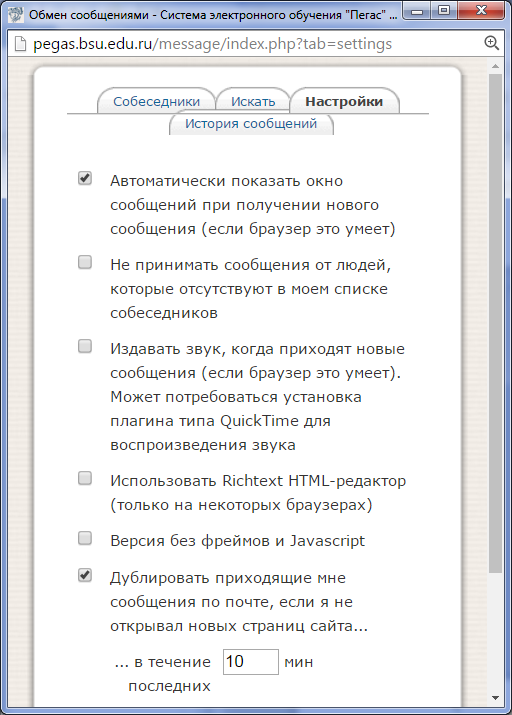 Обмен сообщениями - Система электронного обучения "Пегас" ...
pegas.bsu.edu.ru/message/index.php?tab=settings
Собеседники Искать Настройки
История сообщений
Автоматически показать окно
сообщений при получении нового
сообщения (если браузер это умеет)
Не принимать сообщения от людей,
которые отсутствуют в моем списке
собеседников
Издавать звук, когда приходят новые
сообщения (если браузер это умеет).
Может потребоваться установка
плагина типа QuickTime для
воспроизведения звука
Использовать Richtext HTML-редактор
(только на некоторых браузерах)
Версия без фреймов и Javascript
Дублировать приходящие мне
сообщения по почте, если я не
открывал новых страниц сайта...
... в течение 10 мин
последних